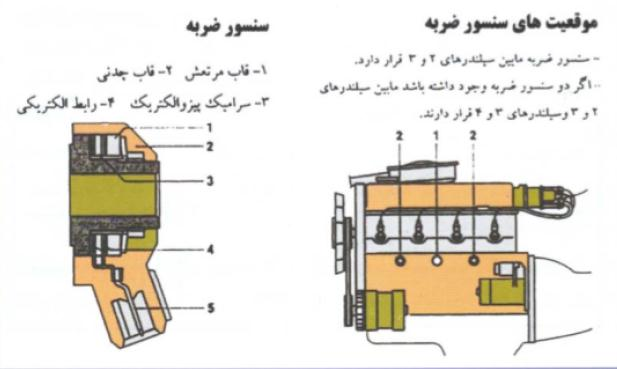 موقعیت های سنسور ضربه
- سنسور ضربه مابین سیلندرهای ۲ و ۳ قرار دارد.
- اگر دو سنسور ضربه وجود داشته باشد مابین سیلندرهای
۲ و ۳ وسیلندرهای ۳ و ۴ قرار دارند.
2 1 2
سنسور ضربه
۱- قاب مرتعش ۲- قاب چدنی
۳- سرامیک پیزوالکتریک ۴- رابط الکتریکی
1
2
3
4
5